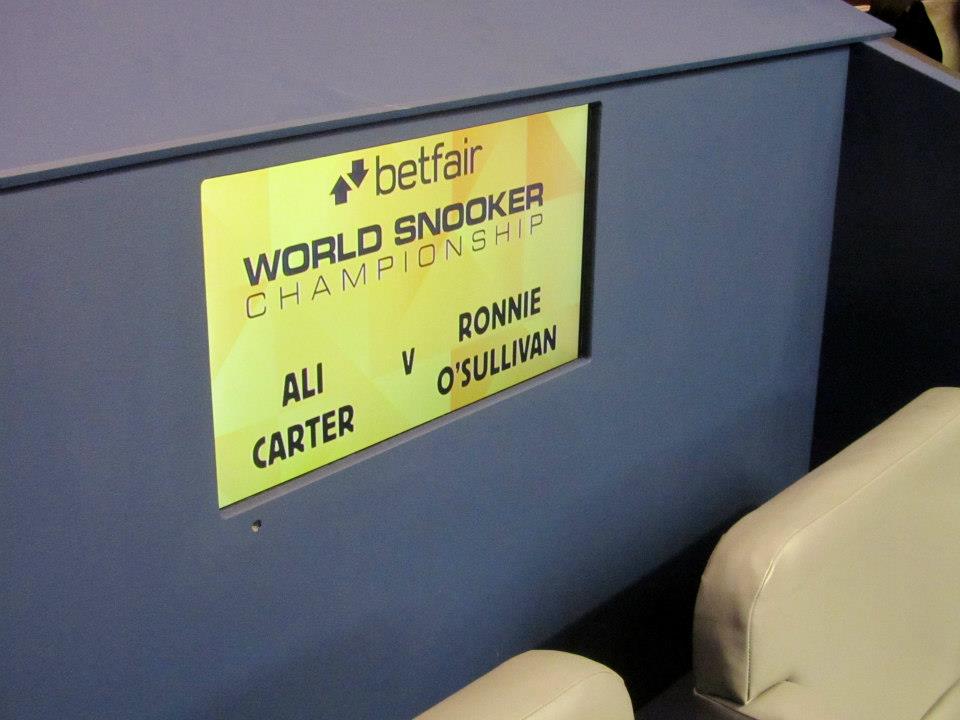 betfair
WORLD SNOOKER
CHAMPIONSHIP
ALI
CARTER
V
RONNIE
O'SULLIVAN